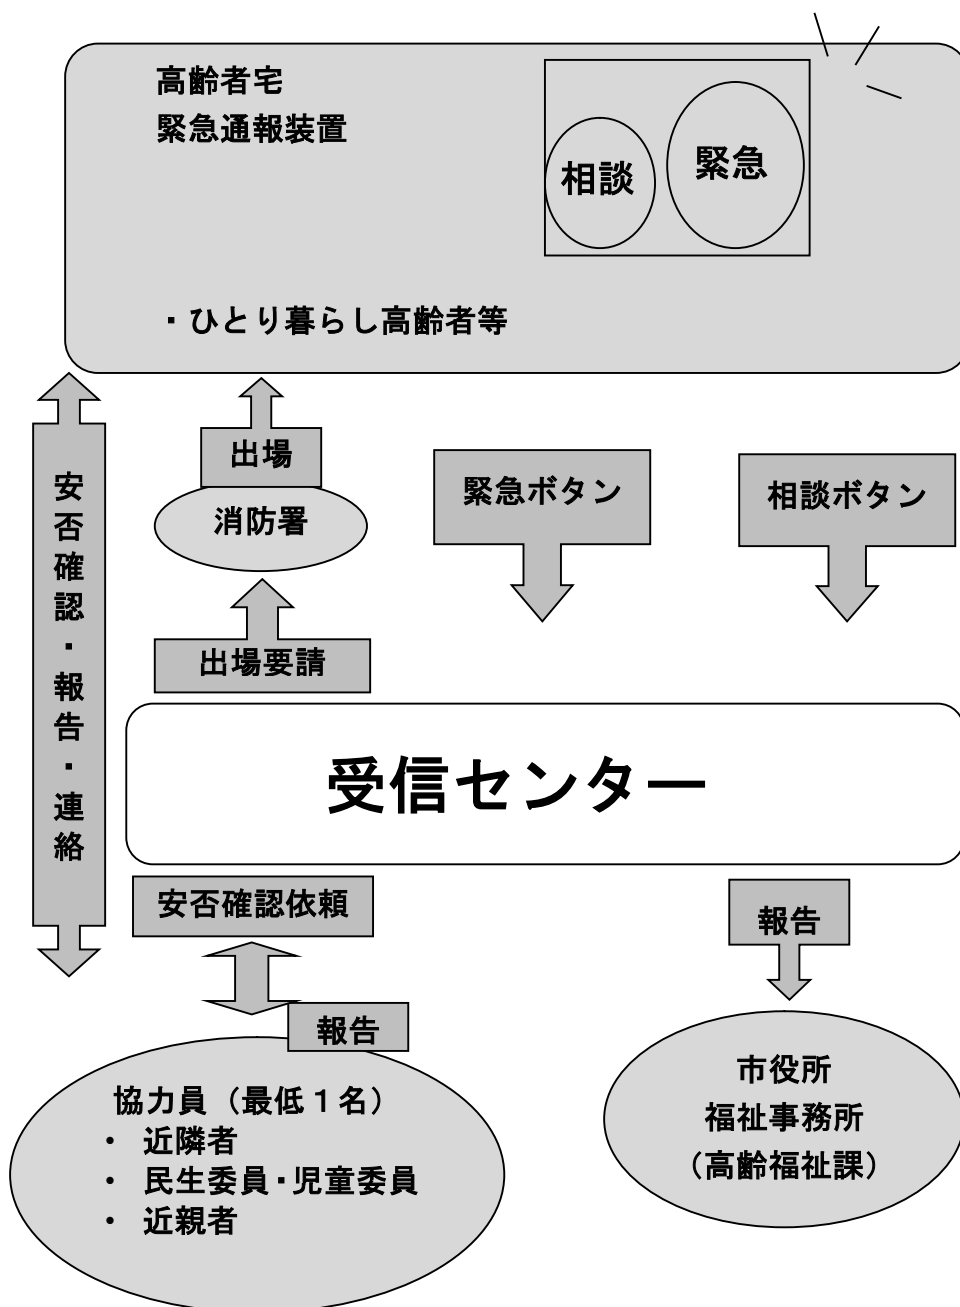 高齢者宅
緊急通報装置
相談
緊急
・ひとり暮らし高齢者等
出場
消防署
緊急ボタン
相談ボタン
安否確認・報告・連絡
出場要請
受信センター
安否確認依頼
報告
報告
協力員（最低１名）
・ 近隣者
・ 民生委員・児童委員
・ 近親者
市役所
福祉事務所
（高齢福祉課）